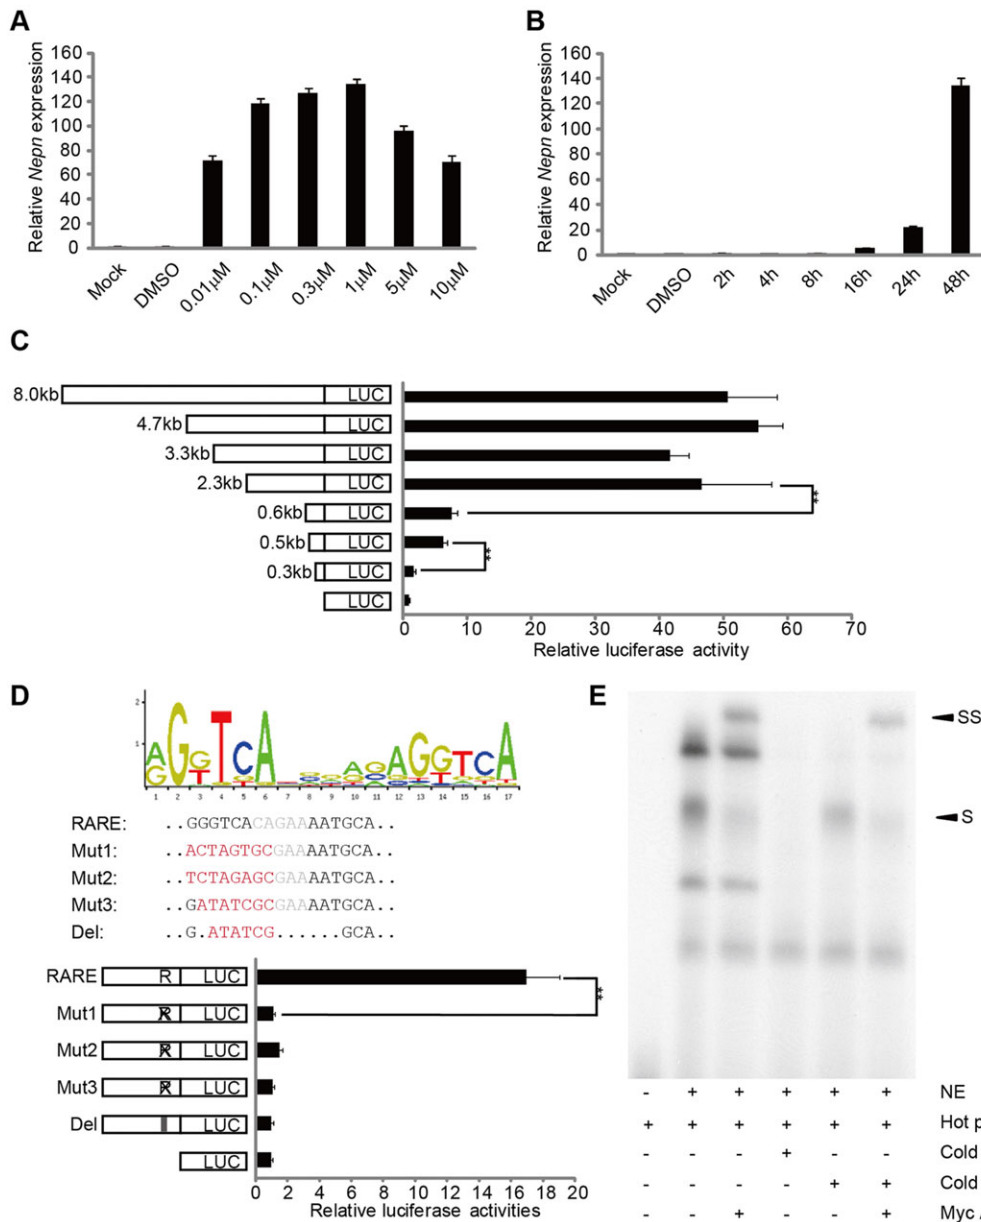 A
B
160
140
120
100
80
60
40
20
0
Relative Nepn expression
Mock
DMSO
0.01µM
0.1µM
0.3µM
1µM
5µM
10µM
160
140
120
100
80
60
40
20
0
Relative Nepn expression
Mock
DMSO
2h
4h
8h
16h
24h
48h
C
8.0kb LUC
4.7kb LUC
3.3kb LUC
2.3kb LUC
0.6kb LUC
0.5kb LUC
0.3kb LUC
LUC
**
**
0 10 20 30 40 50 60 70
Relative luciferase activity
D
2
1
1 2 3 4 5 6 7 8 9 10 11 12 13 14 15 16 17
RARE: ..GGGTCACAGAAAATGCA..
Mut1: ..ACTAGTGCGAAAATGCA..
Mut2: ..TCTAGAGCGAAAATGCA..
Mut3: ..GATATCGCGAAAATGCA..
Del: ..G.ATATCG......GCA..
RARE R LUC
Mut1 R LUC
Mut2 R LUC
Mut3 R LUC
Del LUC
LUC
**
0 2 4 6 8 10 12 14 16 18 20
Relative luciferase activities
E
SS
S
- + + + + + NE
+ + + + + + Hot p
- - - + - - Cold
- - - - + + Cold
- - + - - + Myc